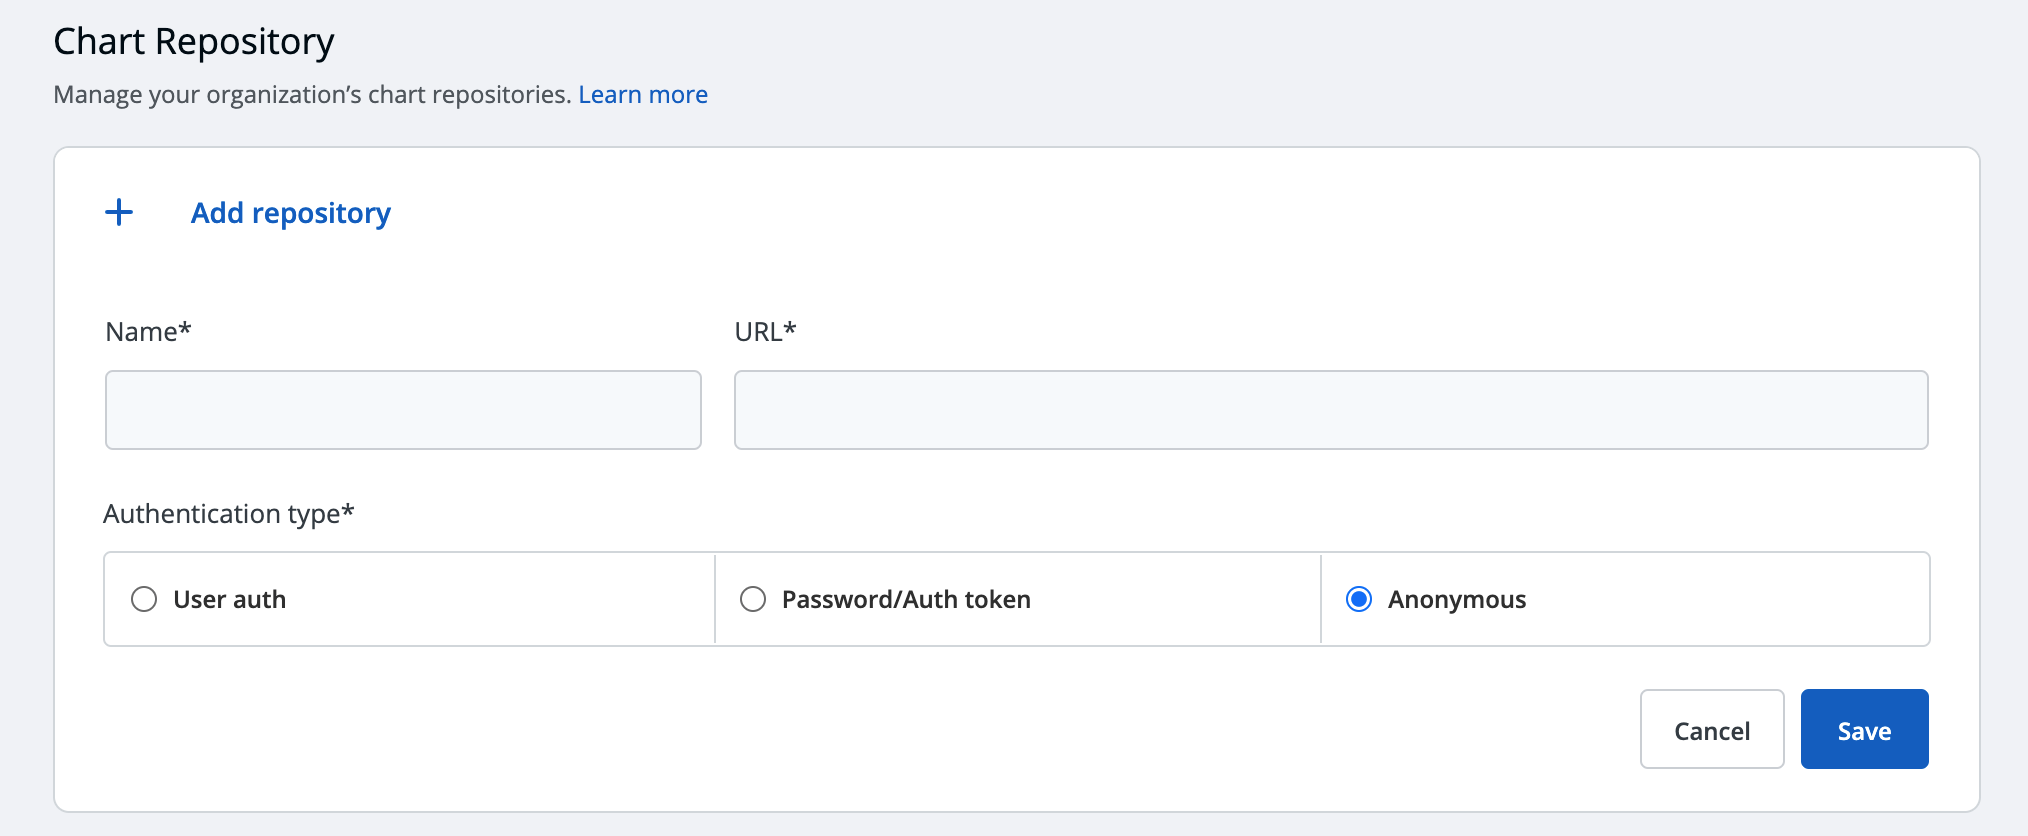 Chart Repository
Manage your organization’s chart repositories. Learn more
+ Add repository
Name*
URL*
Authentication type*
User auth
Password/Auth token
Anonymous
Cancel
Save